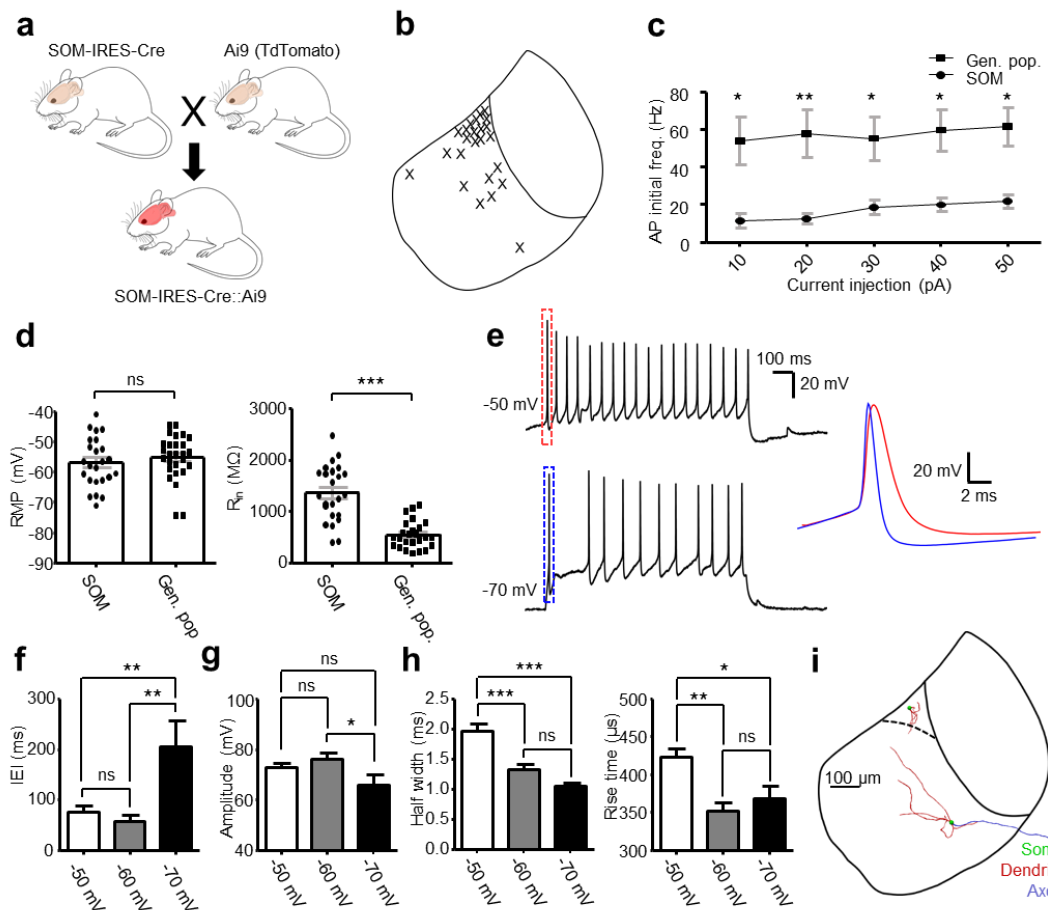 a
SOM-IRES-Cre
Ai9 (TdTomato)
X
SOM-IRES-Cre::Ai9
b
X X X X X X X X X X X X X X X X X X
c
Gen. pop.
SOM
* ** * * *
AP initial freq. (Hz)
80
60
40
20
0
10 20 30 40 50
Current injection (pA)
d
ns
RMP (mV)
-40
-50
-60
-70
-80
-90
SOM
Gen. pop
***
Rin (MΩ)
3000
2000
1000
0
SOM
Gen. pop.
e
-50 mV
100 ms
20 mV
-70 mV
20 mV
2 ms
f
**
**
ns
IEI (ms)
300
200
100
0
-50 mV
-60 mV
-70 mV
g
ns
ns
*
Amplitude (mV)
100
80
60
40
-50 mV
-60 mV
-70 mV
h
***
***
ns
Half width (ms)
2.5
2.0
1.5
1.0
0.5
0.0
-50 mV
-60 mV
-70 mV
*
**
ns
Rise time (µs)
500
450
400
350
300
-50 mV
-60 mV
-70 mV
i
100 µm
Som
Dendri
Axo